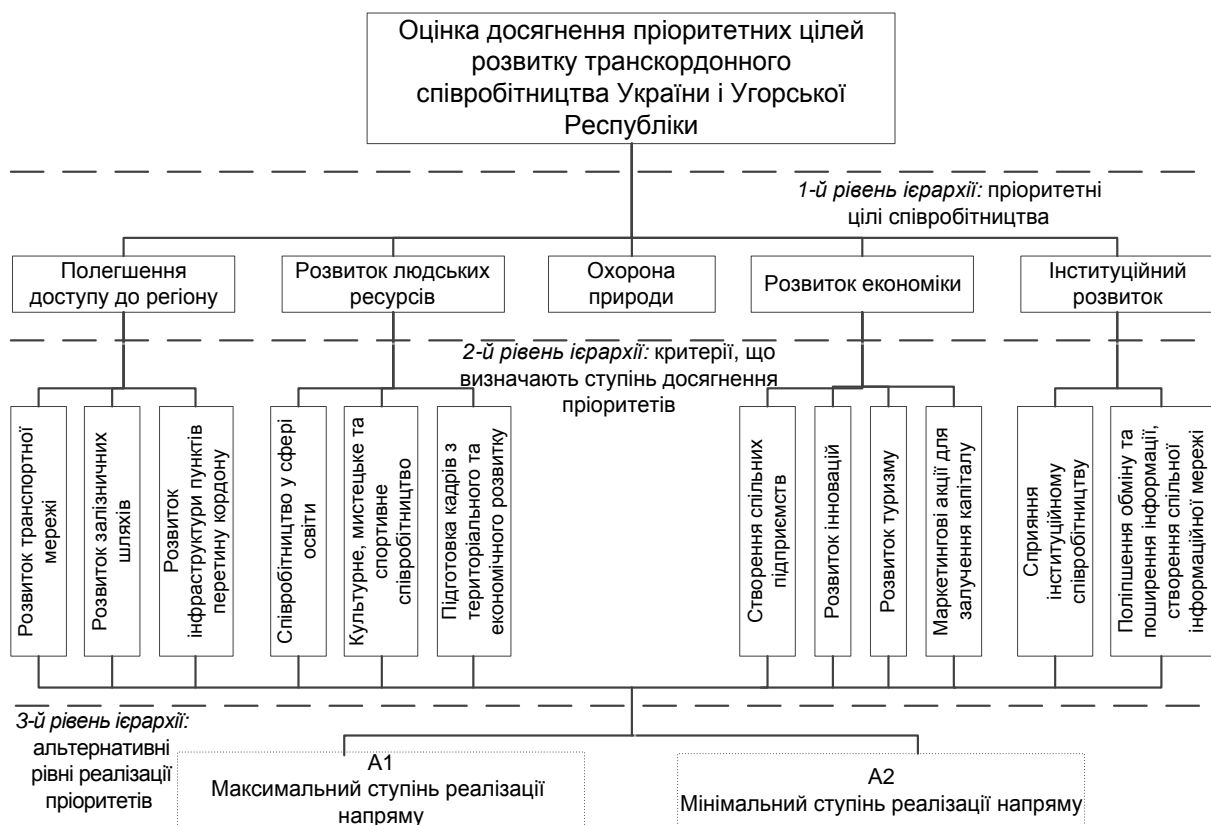 Оцінка досягнення пріоритетних цілей
розвитку транскордонного
співробітництва України і Угорської
Республіки
1-й рівень ієрархії: пріоритетні
цілі співробітництва
Полегшення
доступу до регіону
Розвиток людських
ресурсів
Охорона
природи
Розвиток економіки
Інституційний
розвиток
2-й рівень ієрархії: критерії, що
визначають ступінь досягнення
пріоритетів
Розвиток транспортної
мережі
Розвиток залізничних
шляхів
Розвиток
інфраструктури пунктів
перетину кордону
Співробітництво у сфері
освіти
Культурне, мистецьке та
спортивне
співробітництво
Підготовка кадрів з
територіального та
економічного розвитку
Створення спільних
підприємств
Розвиток інновацій
Розвиток туризму
Маркетингові акції для
залучення капіталу
Сприяння
інституційному
співробітництву
Поліпшення обміну та
поширення інформації,
створення спільної
інформаційної мережі
3-й рівень ієрархії:
альтернативні
рівні реалізації
пріоритетів
А1
Максимальний ступінь реалізації
напряму
А2
Мінімальний ступінь реалізації напряму